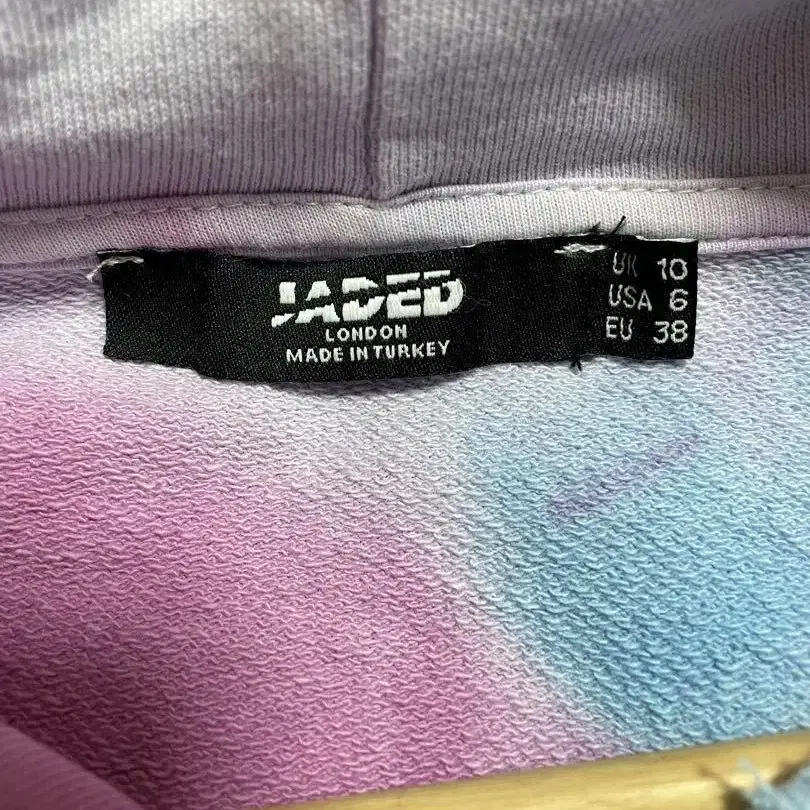 JADED
LONDON
MADE IN TURKEY
UK 10
USA 6
EU 38